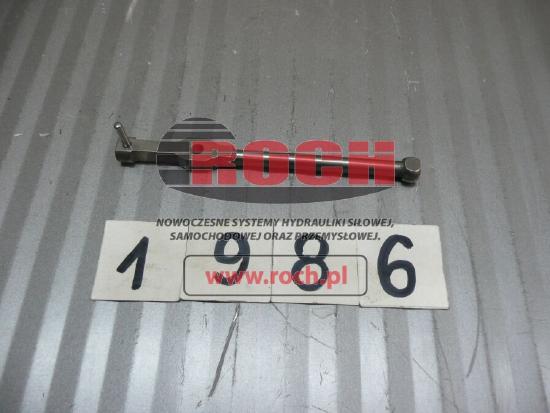 ROCH
NOWOCZESNE SYSTEMY HYDRAULIKI SIŁOWEJ,
SAMOCHODOWEJ ORAZ PRZEMYSŁOWEJ.
1 9 8 6
www.roch.pl